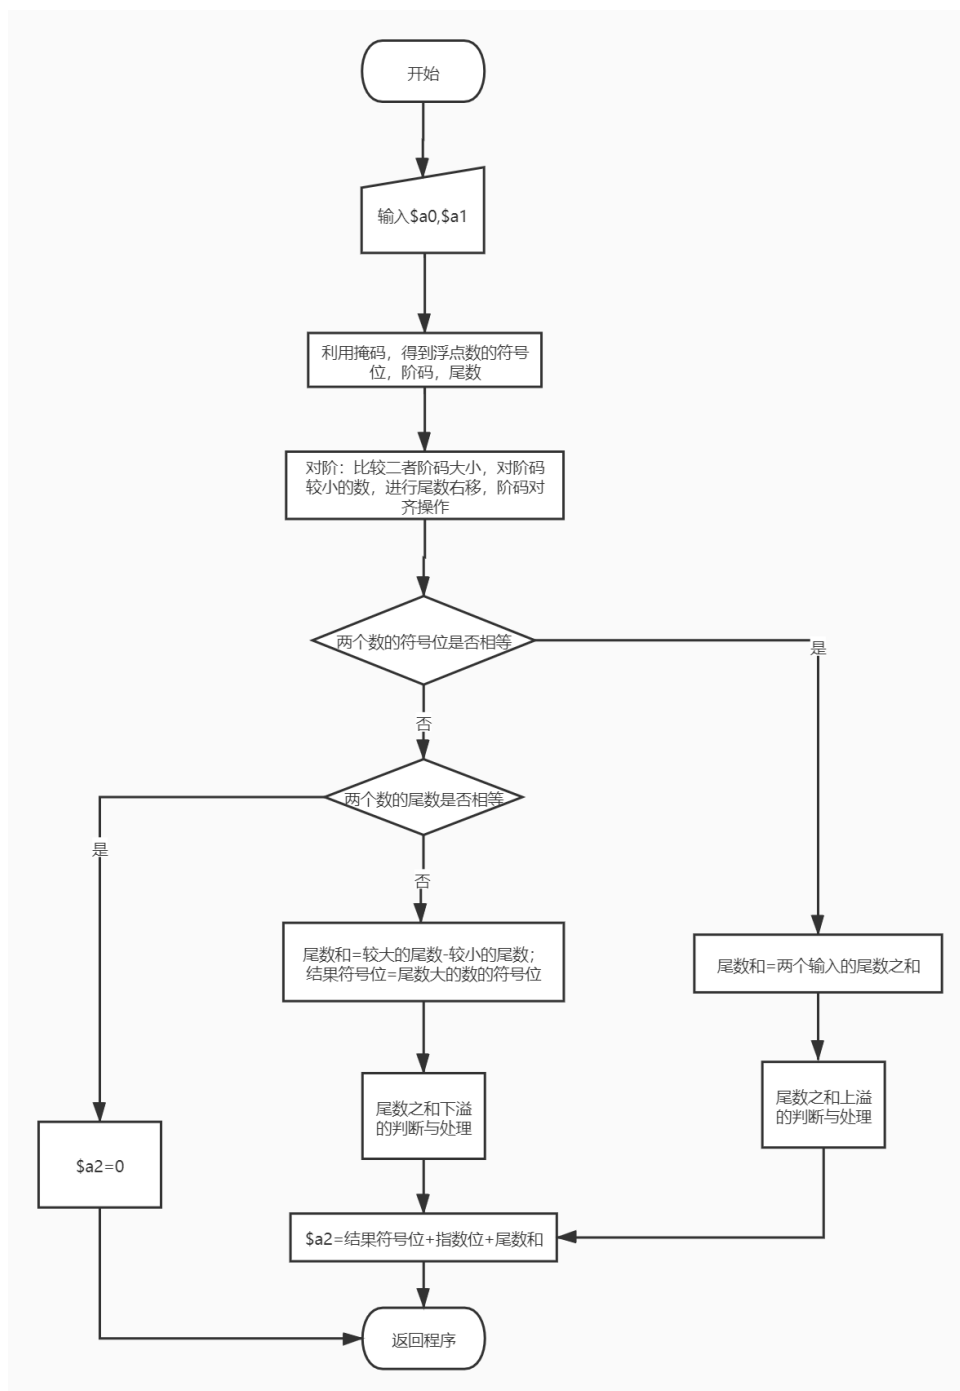 开始
输入$a0,$a1
利用掩码，得到浮点数的符号
位，阶码，尾数
对阶：比较二者阶码大小，对阶码
较小的数，进行尾数右移，阶码对
齐操作
两个数的符号位是否相等
是
否
两个数的尾数是否相等
是
否
尾数和=较大的尾数-较小的尾数；
结果符号位=尾数大的数的符号位
尾数和=两个输入的尾数之和
尾数之和下溢
的判断与处理
尾数之和上溢
的判断与处理
$a2=0
$a2=结果符号位+指数位+尾数和
返回程序